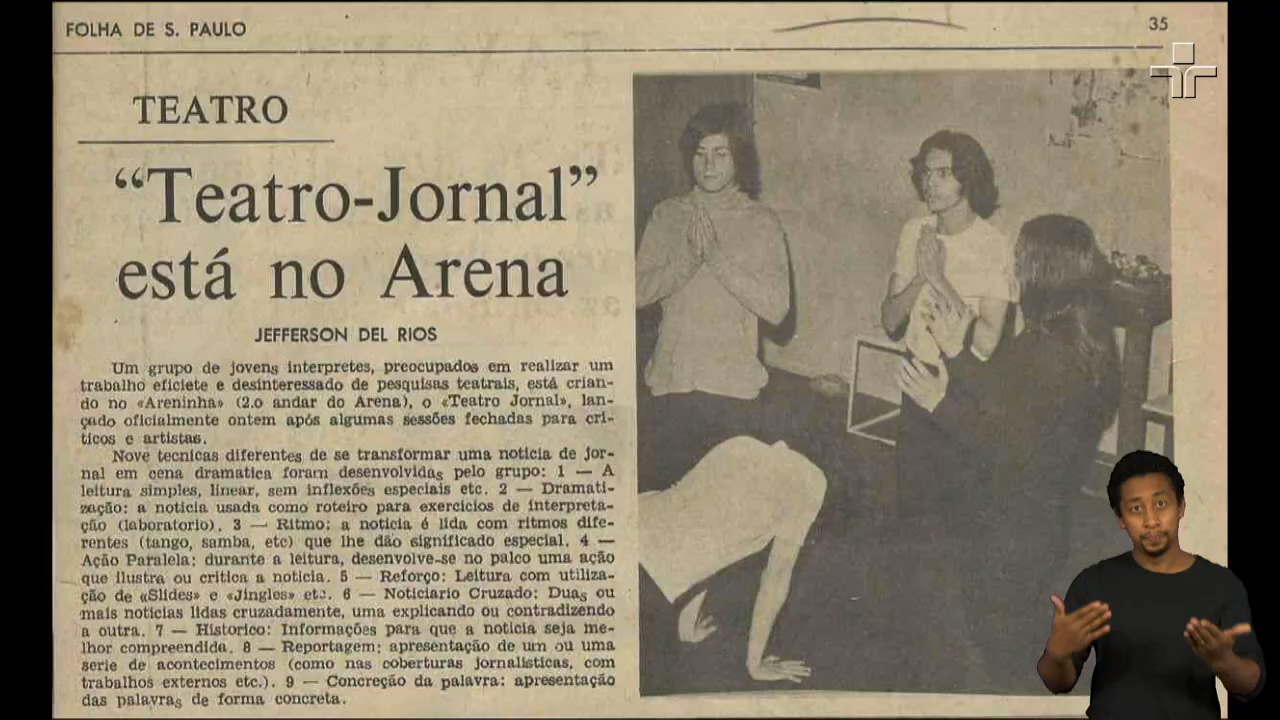 FOLHA DE S. PAULO
35
TEATRO
“Teatro-Jornal”
está no Arena
JEFFERSON DEL RIOS
Um grupo de jovens interpretes, preocupados em realizar um
trabalho eficiete e desinteressado de pesquisas teatrais, está crian-
do no «Areninha» (2.o andar do Arena), o «Teatro Jornal», lan-
çado oficialmente ontem após algumas sessões fechadas para cri-
ticos e artistas.
Nove tecnicas diferentes de se transformar uma noticia de jor-
nal em cena dramatica foram desenvolvidas pelo grupo: 1 — A
leitura simples, linear, sem inflexões especiais etc. 2 — Dramati-
zação: a noticia usada como roteiro para exercicios de interpreta-
ção (laboratorio). 3 — Ritmo: a noticia é lida com ritmos dife-
rentes (tango, samba, etc) que lhe dão significado especial. 4 —
Ação Paralela: durante a leitura, desenvolve-se no palco uma ação
que ilustra ou critica a noticia. 5 — Reforço: Leitura com utiliza-
ção de «Slides» e «Jingles» etc. 6 — Noticiario Cruzado: Duas ou
mais noticias lidas cruzadamente, uma explicando ou contradizendo
a outra. 7 — Historico: Informações para que a noticia seja me-
lhor compreendida. 8 — Reportagem: apresentação de um ou uma
serie de acontecimentos (como nas coberturas jornalisticas, com
trabalhos externos etc.). 9 — Concreção da palavra: apresentação
das palavras de forma concreta.